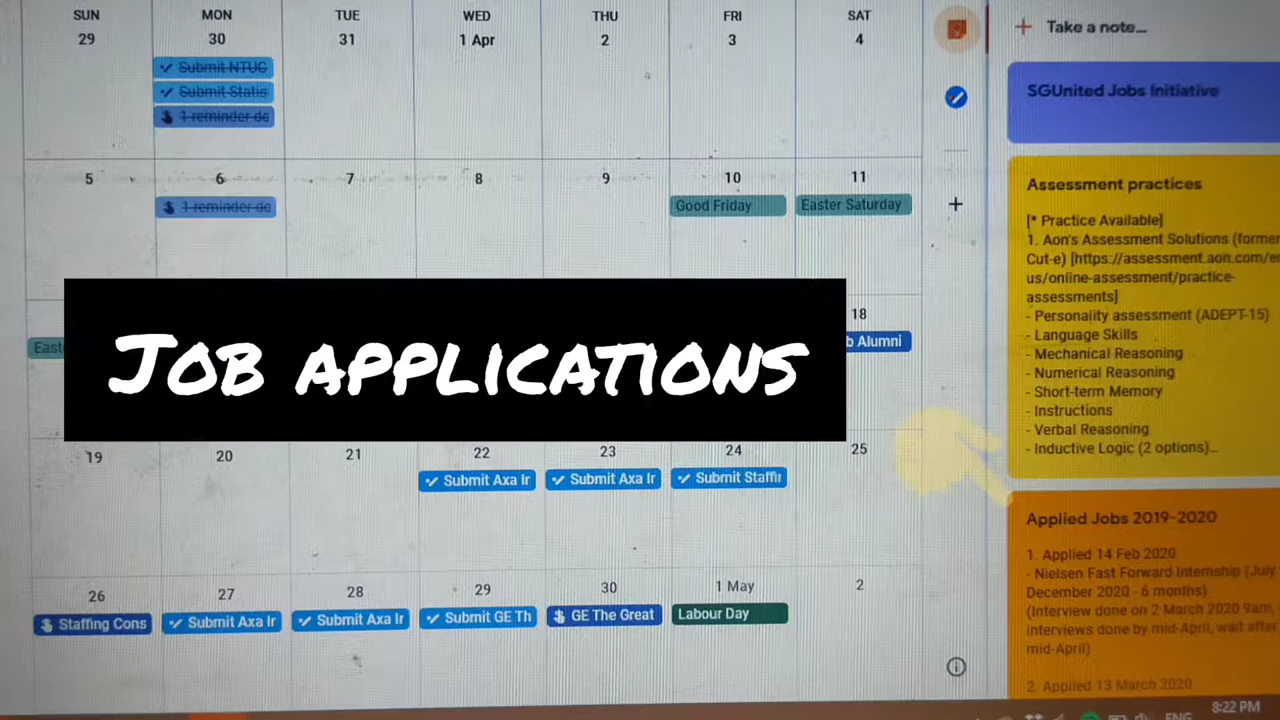 SUN MON TUE WED THU FRI SAT
29 30 31 1 Apr 2 3 4
Submit NTUC
Submit Statis
1 reminder do
5 6 7 8 9 10 11
1 reminder do
Good Friday
Easter Saturday
18
East
b Alumni
JOB APPLICATIONS
19 20 21 22 23 24 25
Submit Axa Ir
Submit Axa Ir
Submit Staffir
26 27 28 29 30 1 May 2
Staffing Cons
Submit Axa Ir
Submit Axa Ir
Submit GE Th
GE The Great
Labour Day
Take a note...
SGUnited Jobs Initiative
Assessment practices
[* Practice Available]
1. Aon's Assessment Solutions (former
Cut-e) [https://assessment.aon.com/e
us/online-assessment/practice-
assessments]
- Personality assessment (ADEPT-15)
- Language Skills
- Mechanical Reasoning
- Numerical Reasoning
- Short-term Memory
- Instructions
- Verbal Reasoning
- Inductive Logic (2 options)...
Applied Jobs 2019-2020
1. Applied 14 Feb 2020
- Nielsen Fast Forward Internship (July
December 2020 - 6 months)
(Interview done on 2 March 2020 9am,
interviews done by mid-April, wait after
mid-April)
2. Applied 13 March 2020
ENG
8:22 PM